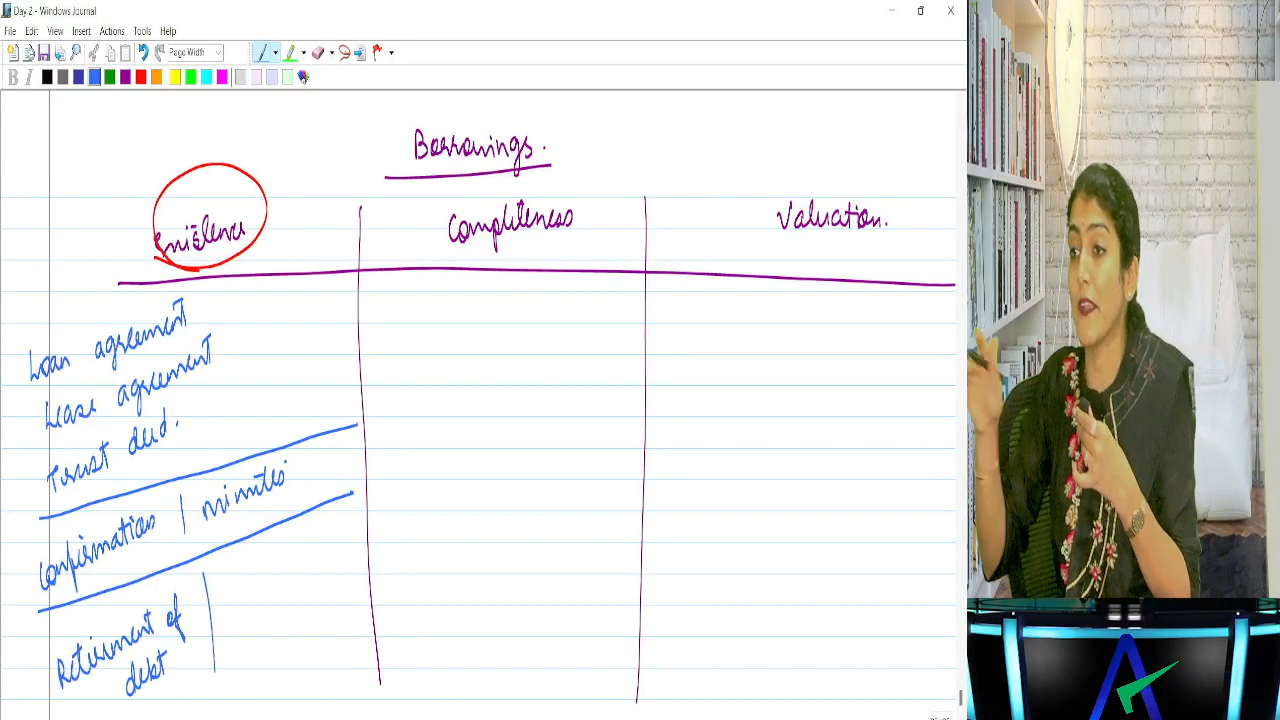 Day 2 - Windows Journal
File Edit View Insert Actions Tools Help
Page Width
B I
Borrowings.
Existence
Completeness
Valuation.
Loan agreement
Lease agreement
Trust deed.
Confirmations | minutes
Retirement of
debt